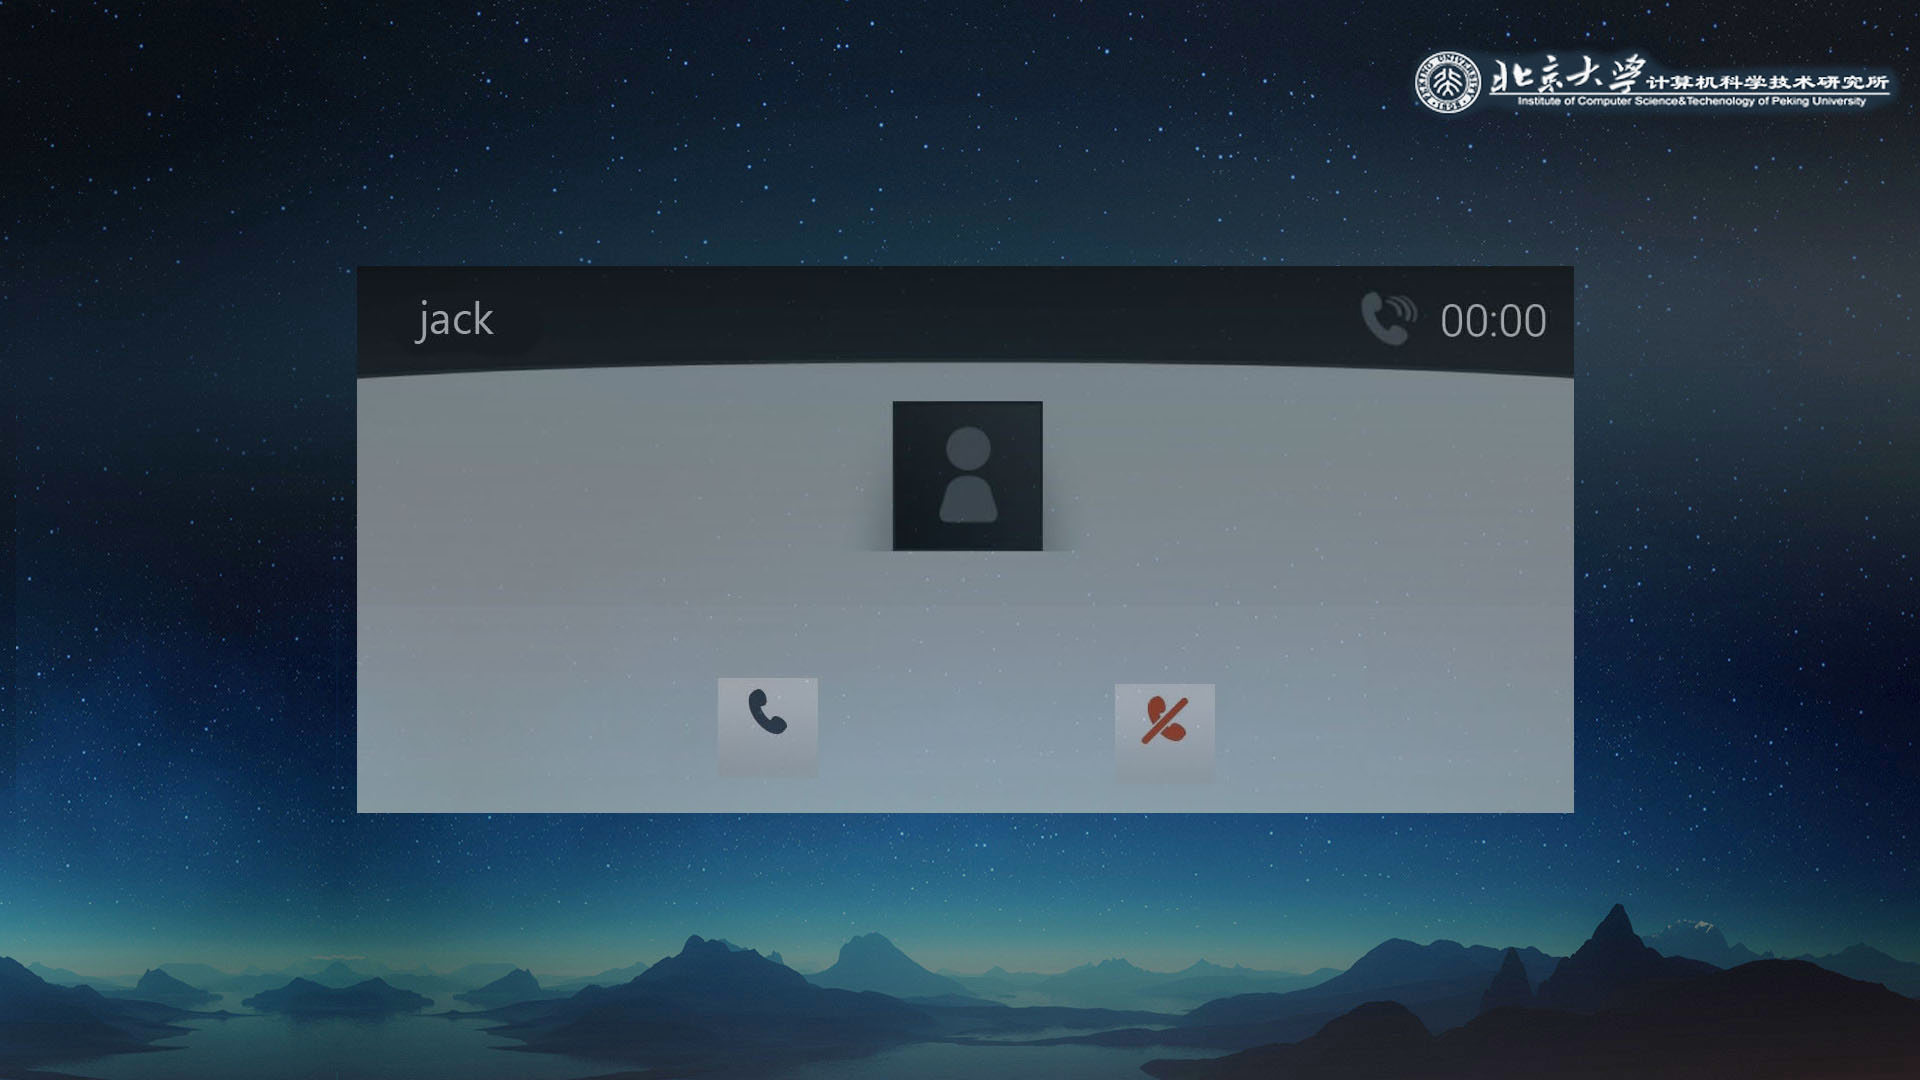 北京大学计算机科学技术研究所
Institute of Computer Science&Techenology of Peking University
jack
00:00